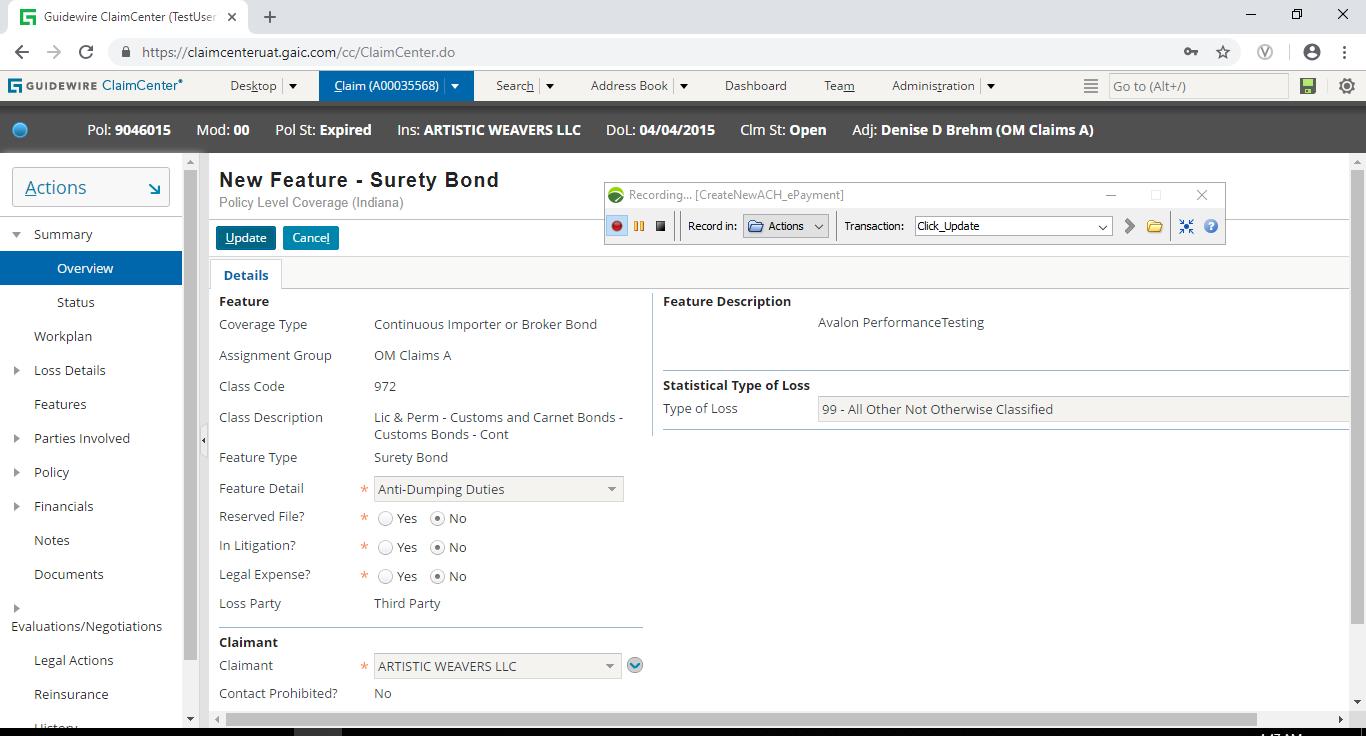 Guidewire ClaimCenter (TestUser
https://claimcenteruat.gaic.com/cc/ClaimCenter.do
GUIDEWIRE ClaimCenter
Desktop
Claim (A00035568)
Search
Address Book
Dashboard
Team
Administration
Go to (Alt+/)
Pol: 9046015 Mod: 00 Pol St: Expired Ins: ARTISTIC WEAVERS LLC DoL: 04/04/2015 Clm St: Open Adj: Denise D Brehm (OM Claims A)
Actions
Summary
Overview
Status
Workplan
Loss Details
Features
Parties Involved
Policy
Financials
Notes
Documents
Evaluations/Negotiations
Legal Actions
Reinsurance
History
New Feature - Surety Bond
Policy Level Coverage (Indiana)
Update Cancel
Recording... [CreateNewACH_ePayment]
Record in: Actions Transaction: Click_Update
Details
Feature
Coverage Type Continuous Importer or Broker Bond
Assignment Group OM Claims A
Class Code 972
Class Description Lic & Perm - Customs and Carnet Bonds -
Customs Bonds - Cont
Feature Type Surety Bond
Feature Detail * Anti-Dumping Duties
Reserved File? * Yes No
In Litigation? * Yes No
Legal Expense? * Yes No
Loss Party Third Party
Claimant
Claimant * ARTISTIC WEAVERS LLC
Contact Prohibited? No
Feature Description
Avalon PerformanceTesting
Statistical Type of Loss
Type of Loss 99 - All Other Not Otherwise Classified